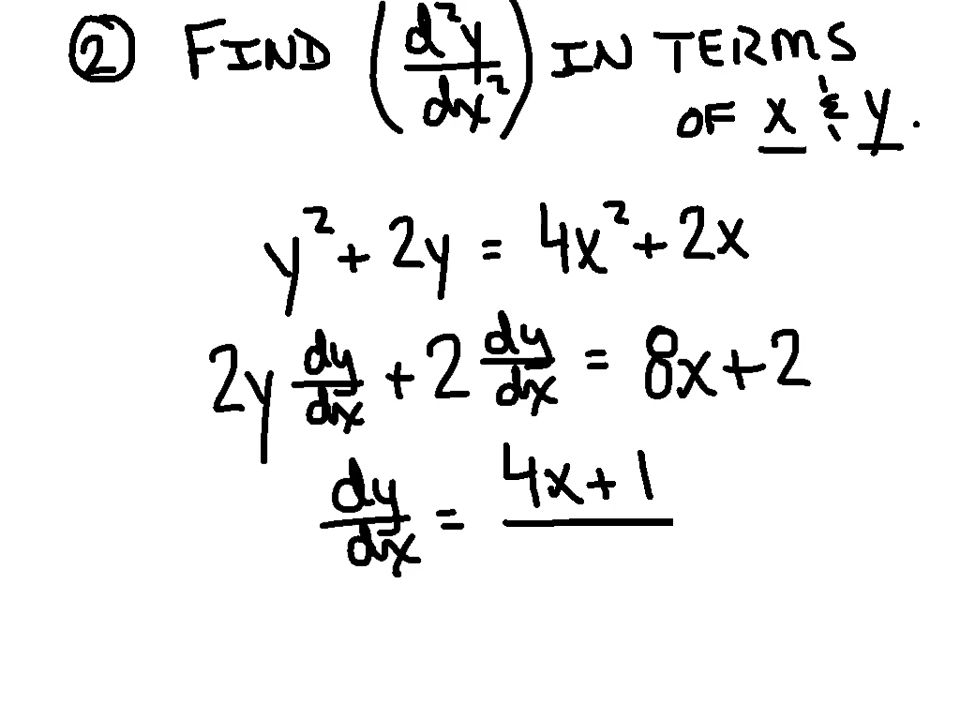 ② FIND (d²y/dx²) IN TERMS
OF x & y.
y² + 2y = 4x² + 2x
2y dy/dx + 2 dy/dx = 8x + 2
dy/dx = 4x + 1